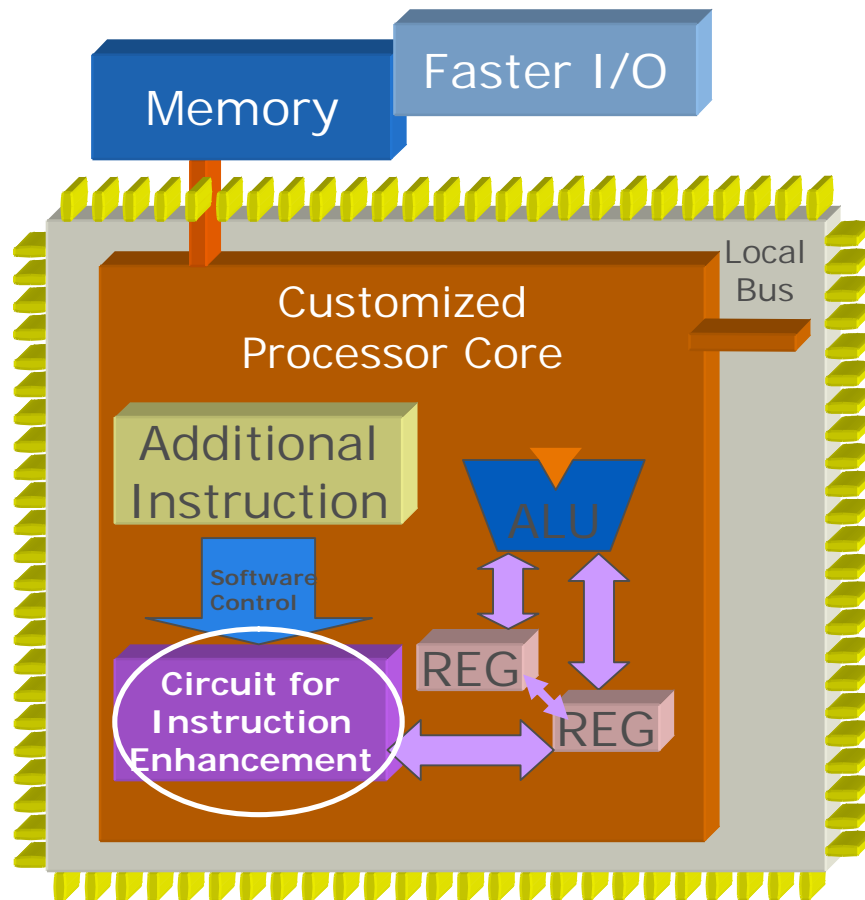 Faster I/O
Memory
Local
Bus
Customized
Processor Core
Additional
Instruction
ALU
Software
Control
REG
Circuit for
Instruction
Enhancement
REG